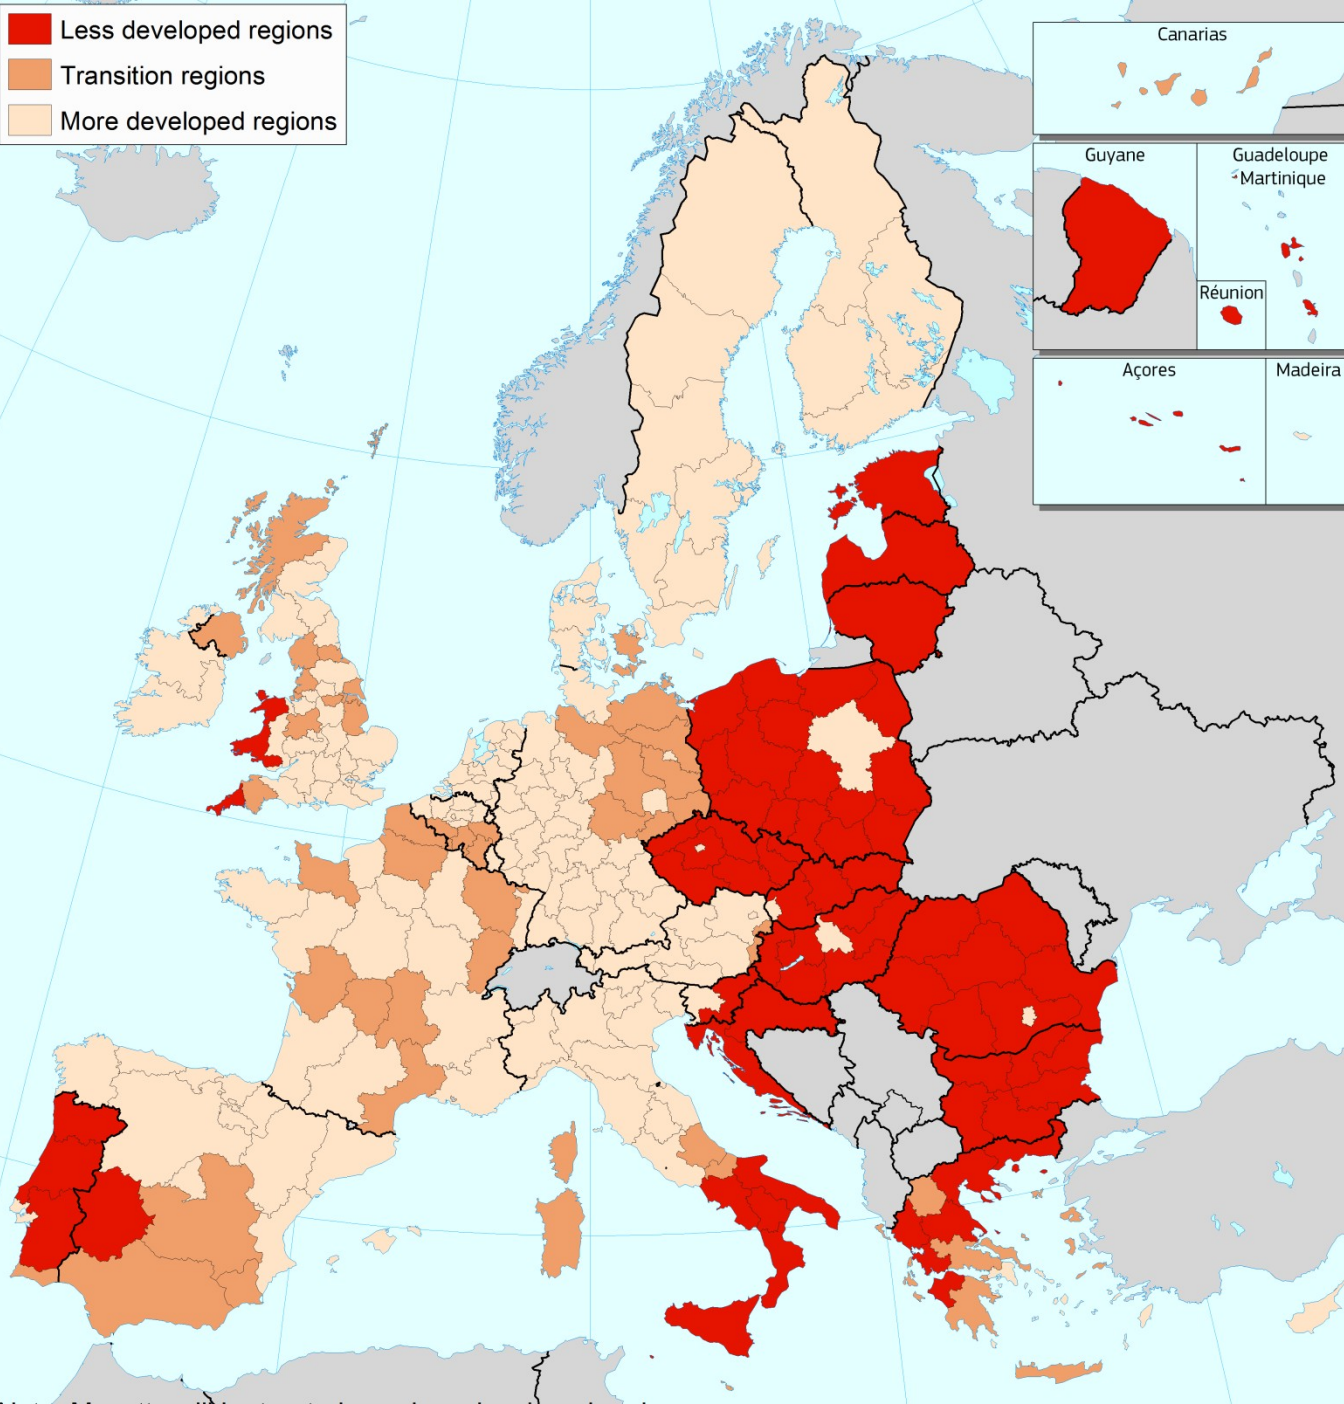 Less developed regions
Transition regions
More developed regions
Canarias
Guyane
Guadeloupe
Martinique
Réunion
Açores
Madeira